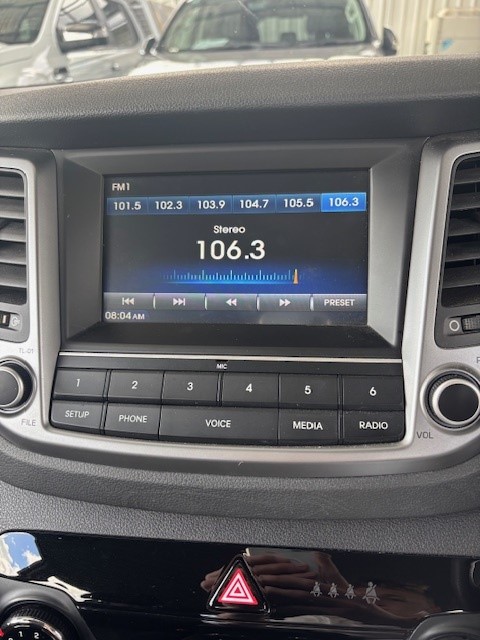 FM1
101.5 102.3 103.9 104.7 105.5 106.3
Stereo
106.3
PRESET
08:04 AM
MIC
1 2 3 4 5 6
SETUP PHONE VOICE MEDIA RADIO
FILE
VOL